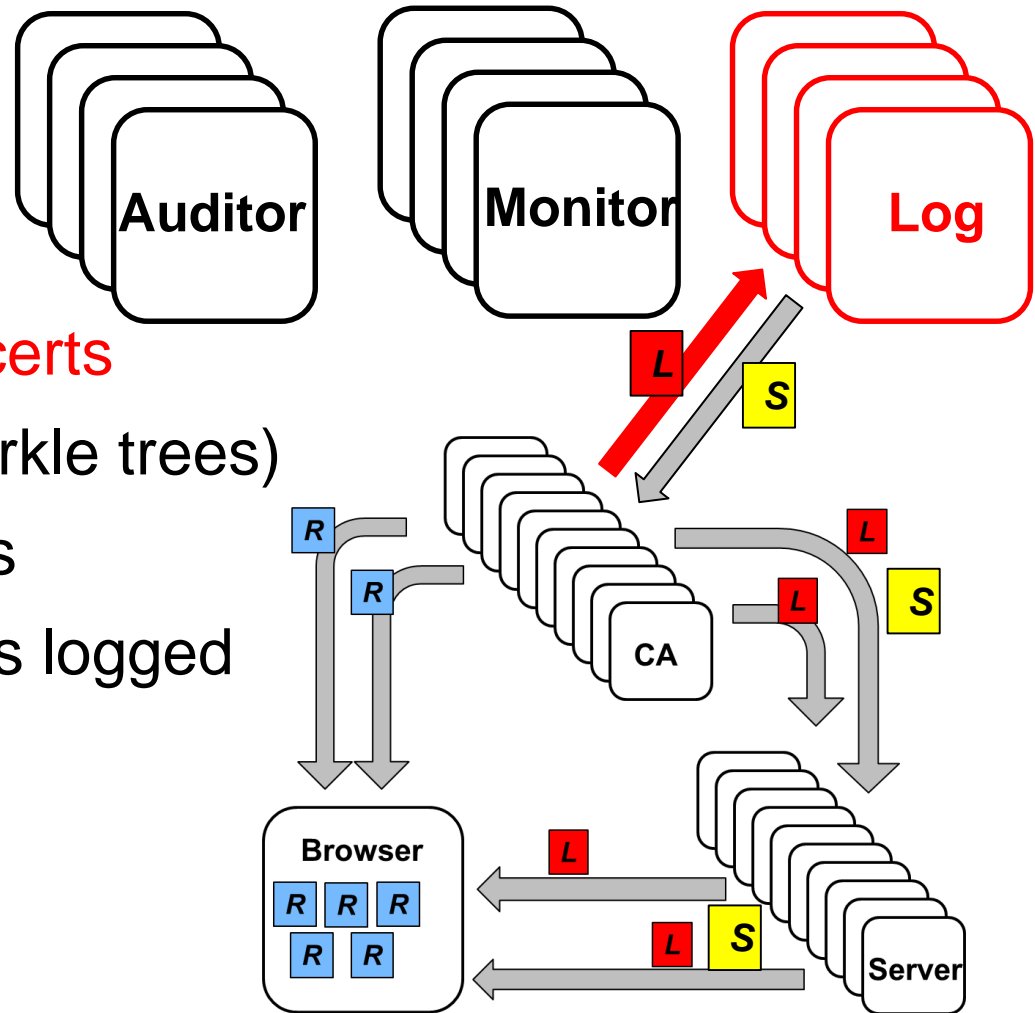 Auditor
Monitor
Log
certs
L
S
rkle trees)
R
L
s
R
L
S
s logged
CA
Browser
L
R R R
L S
R R
Server